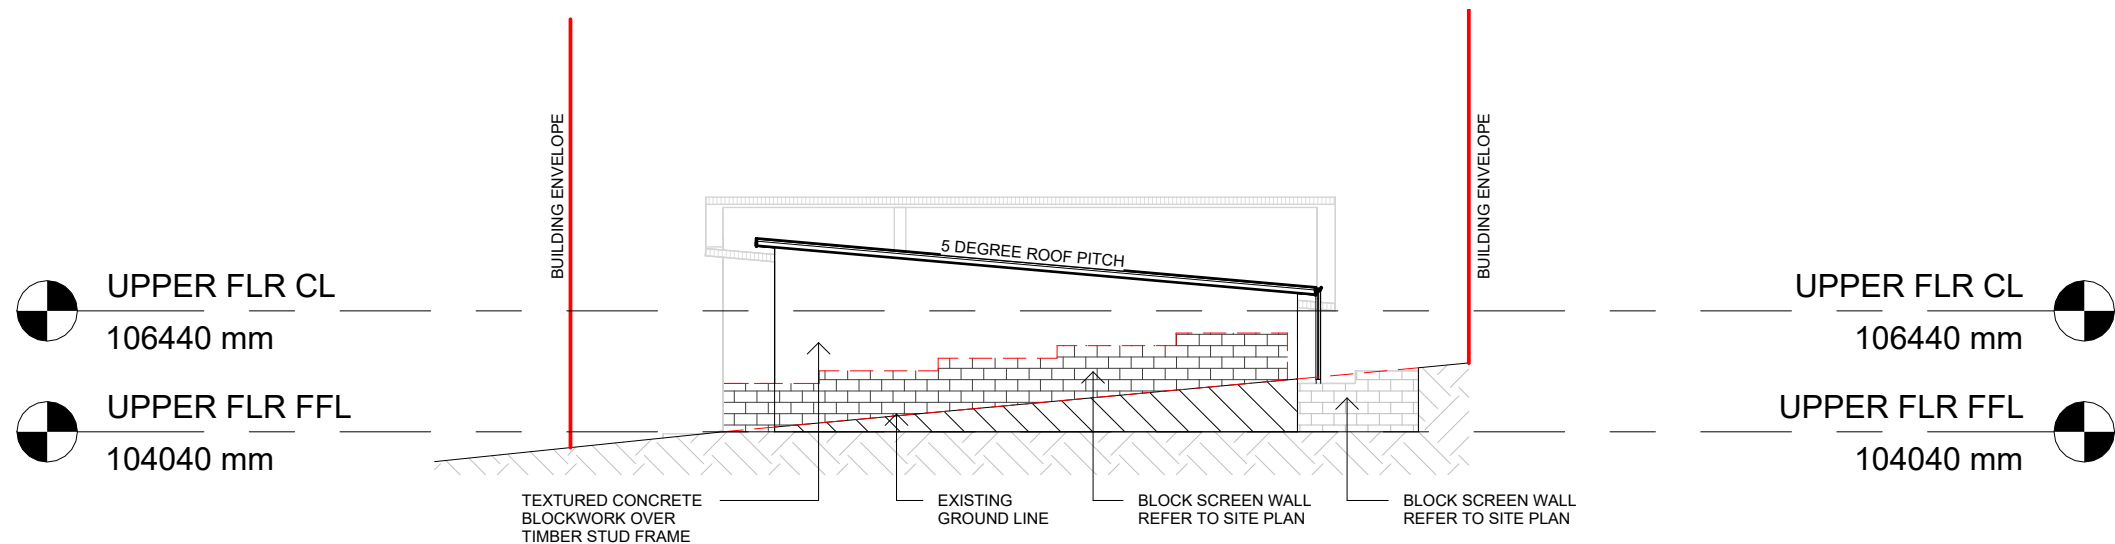 BUILDING ENVELOPE
BUILDING ENVELOPE
5 DEGREE ROOF PITCH
UPPER FLR CL
106440 mm
UPPER FLR CL
106440 mm
UPPER FLR FFL
104040 mm
UPPER FLR FFL
104040 mm
TEXTURED CONCRETE
BLOCKWORK OVER
TIMBER STUD FRAME
EXISTING
GROUND LINE
BLOCK SCREEN WALL
REFER TO SITE PLAN
BLOCK SCREEN WALL
REFER TO SITE PLAN